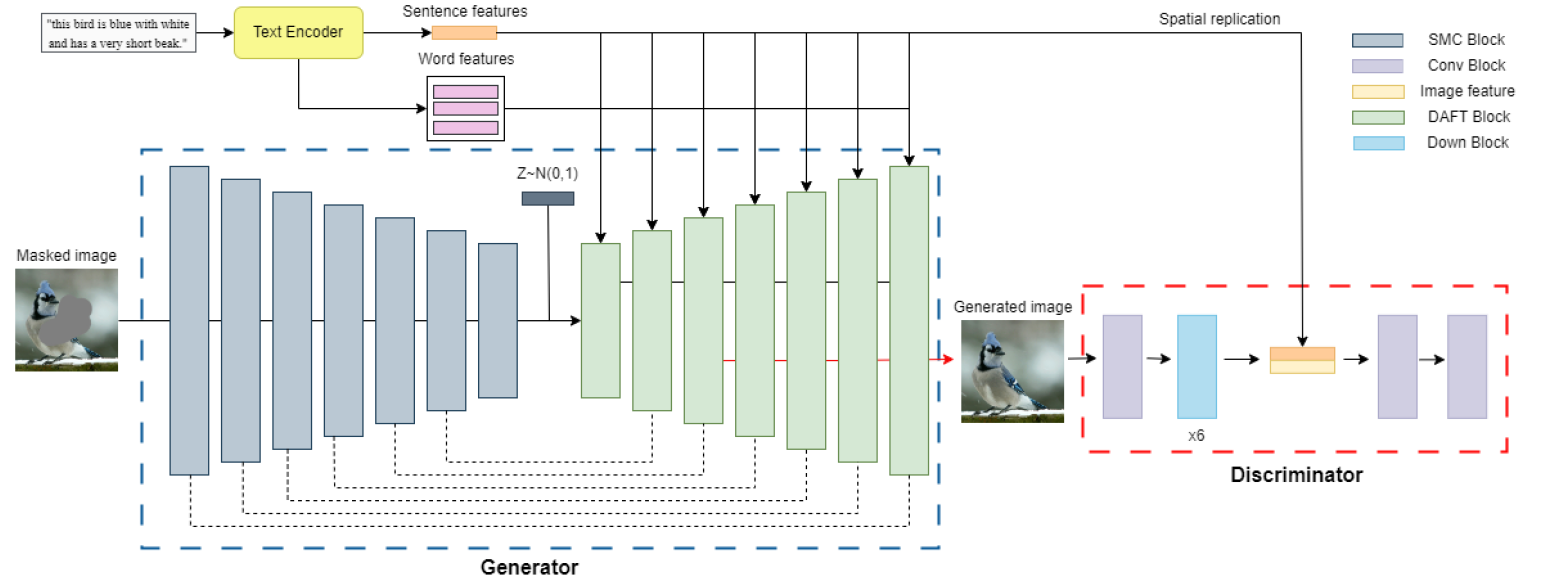 "this bird is blue with white
and has a very short beak."
Text Encoder
Sentence features
Word features
Spatial replication
SMC Block
Conv Block
Image feature
DAFT Block
Down Block
Z~N(0,1)
Masked image
Generated image
x6
Discriminator
Generator